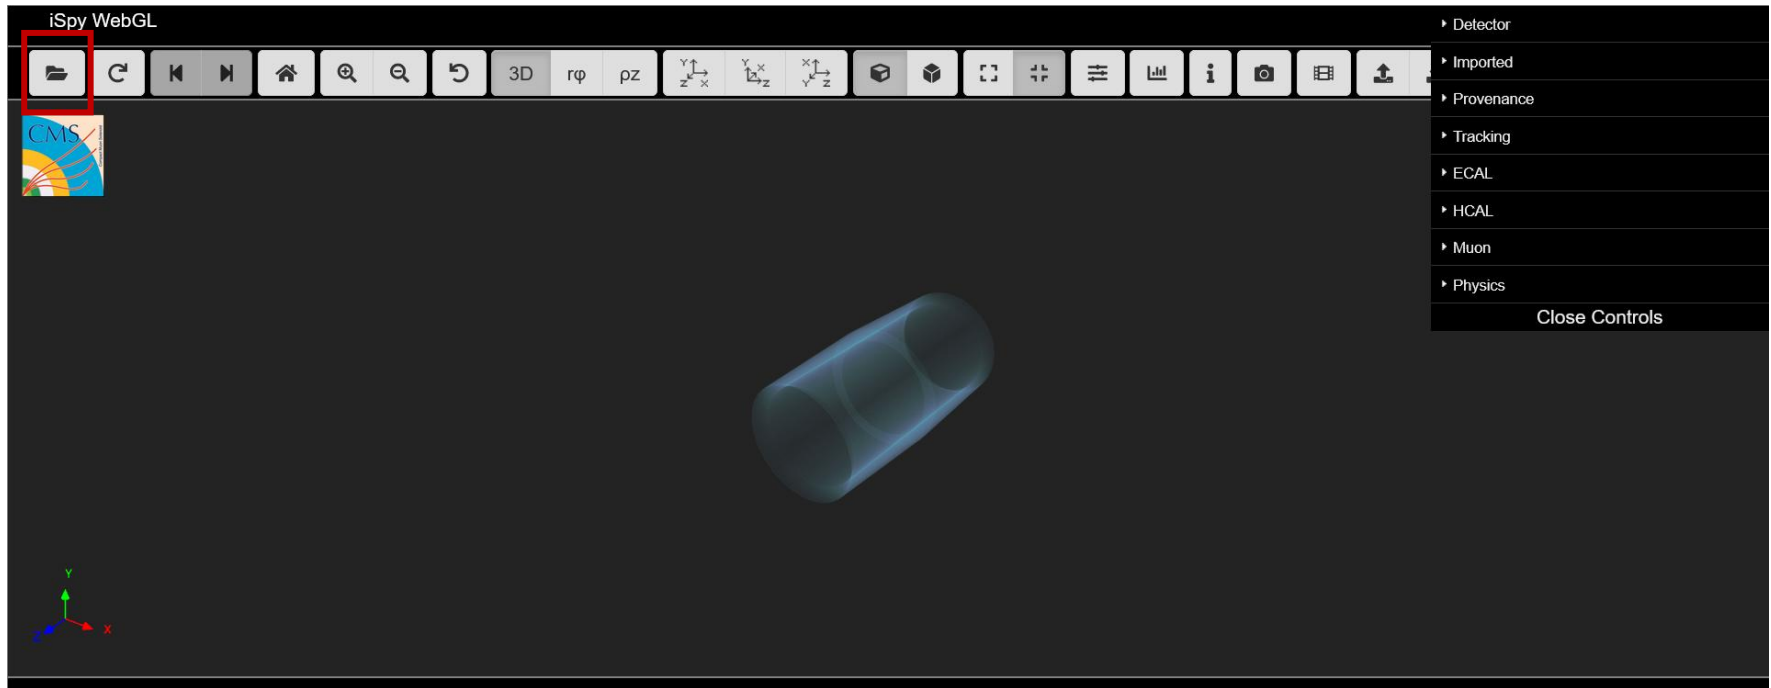 iSpy WebGL
3D rφ ρz
Y X Z
Y X Z
X Y Z
Detector
Imported
Provenance
Tracking
ECAL
HCAL
Muon
Physics
Close Controls
CMS
Y
Z X